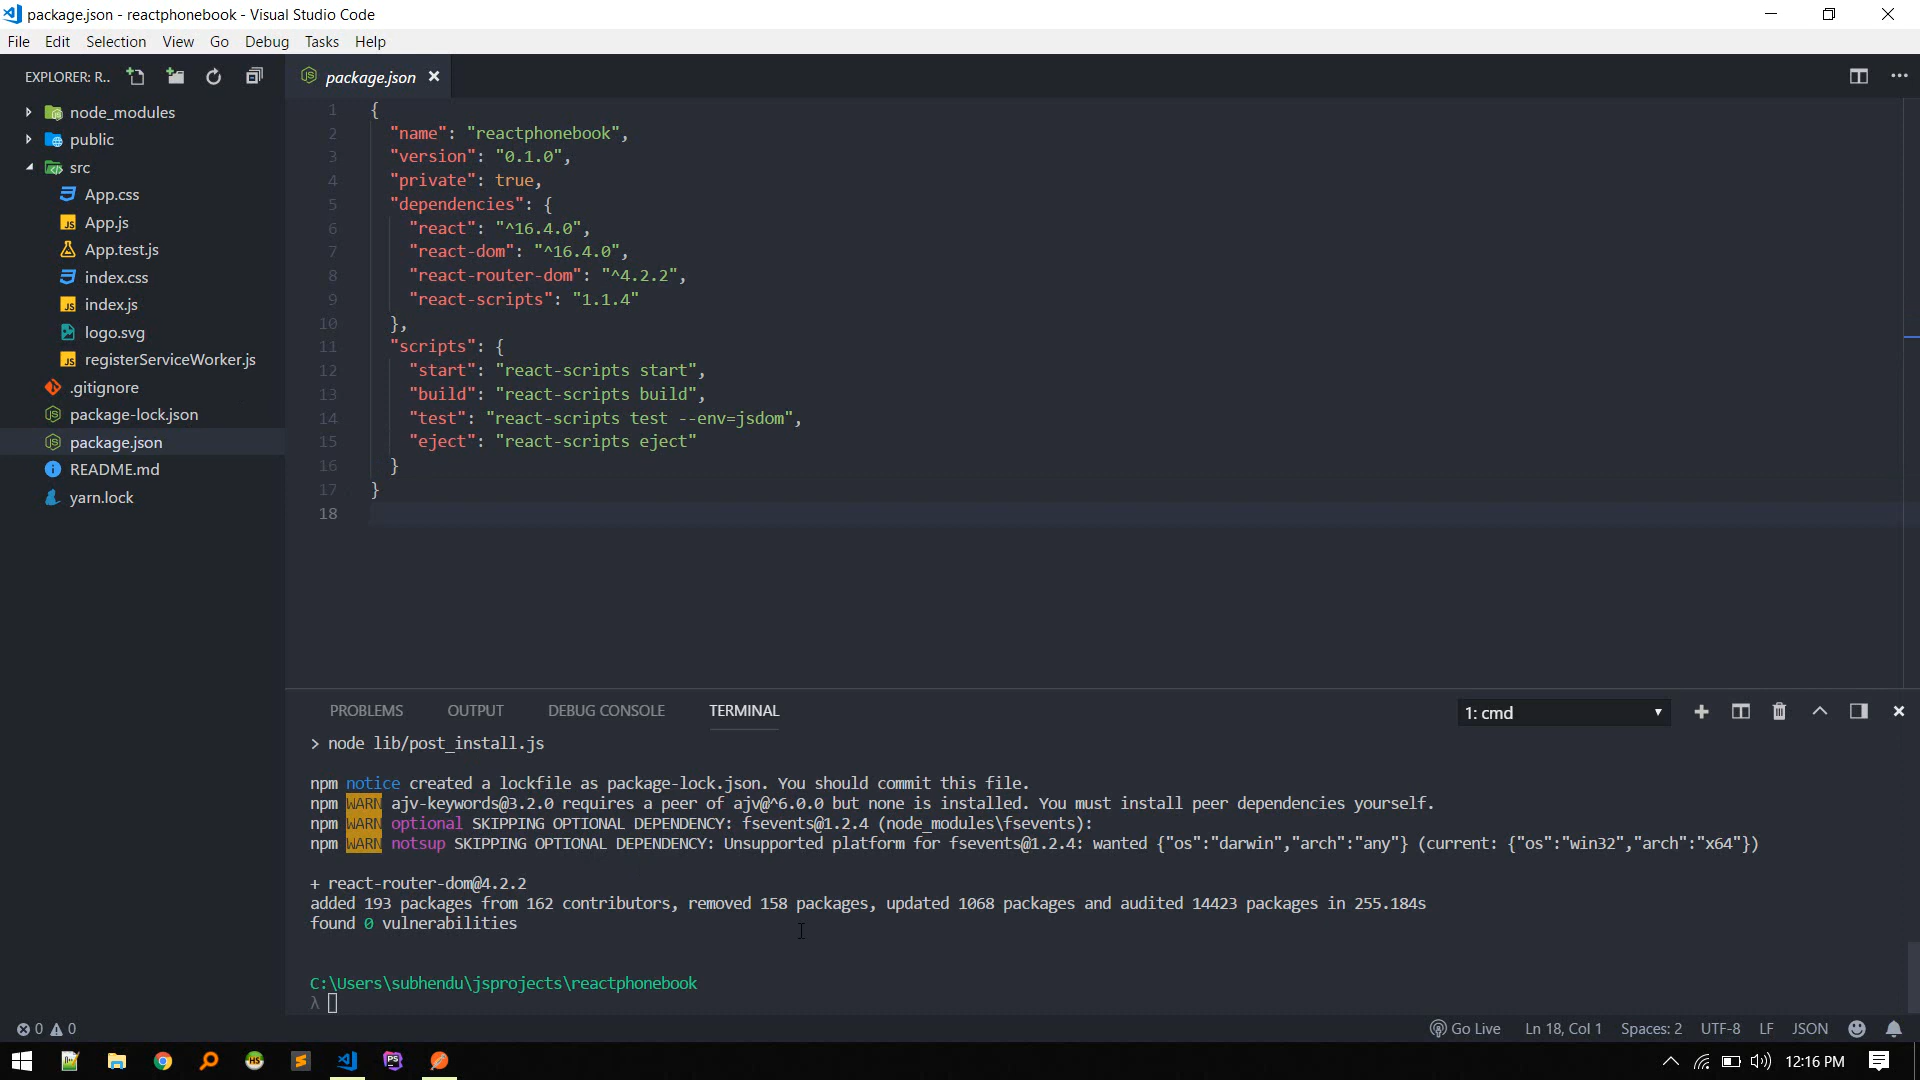 package.json - reactphonebook - Visual Studio Code
File Edit Selection View Go Debug Tasks Help
EXPLORER: R..
package.json
node_modules
public
src
App.css
App.js
App.test.js
index.css
index.js
logo.svg
registerServiceWorker.js
.gitignore
package-lock.json
package.json
README.md
yarn.lock
1 {
2 "name": "reactphonebook",
3 "version": "0.1.0",
4 "private": true,
5 "dependencies": {
6 "react": "^16.4.0",
7 "react-dom": "^16.4.0",
8 "react-router-dom": "^4.2.2",
9 "react-scripts": "1.1.4"
10 },
11 "scripts": {
12 "start": "react-scripts start",
13 "build": "react-scripts build",
14 "test": "react-scripts test --env=jsdom",
15 "eject": "react-scripts eject"
16 }
17 }
18
PROBLEMS OUTPUT DEBUG CONSOLE TERMINAL 1: cmd
> node lib/post_install.js
npm notice created a lockfile as package-lock.json. You should commit this file.
npm WARN ajv-keywords@3.2.0 requires a peer of ajv@^6.0.0 but none is installed. You must install peer dependencies yourself.
npm WARN optional SKIPPING OPTIONAL DEPENDENCY: fsevents@1.2.4 (node_modules\fsevents):
npm WARN notsup SKIPPING OPTIONAL DEPENDENCY: Unsupported platform for fsevents@1.2.4: wanted {"os":"darwin","arch":"any"} (current: {"os":"win32","arch":"x64"})
+ react-router-dom@4.2.2
added 193 packages from 162 contributors, removed 158 packages, updated 1068 packages and audited 14423 packages in 255.184s
found 0 vulnerabilities
C:\Users\subhendu\jsprojects\reactphonebook
λ
0 0 Go Live Ln 18, Col 1 Spaces: 2 UTF-8 LF JSON
12:16 PM